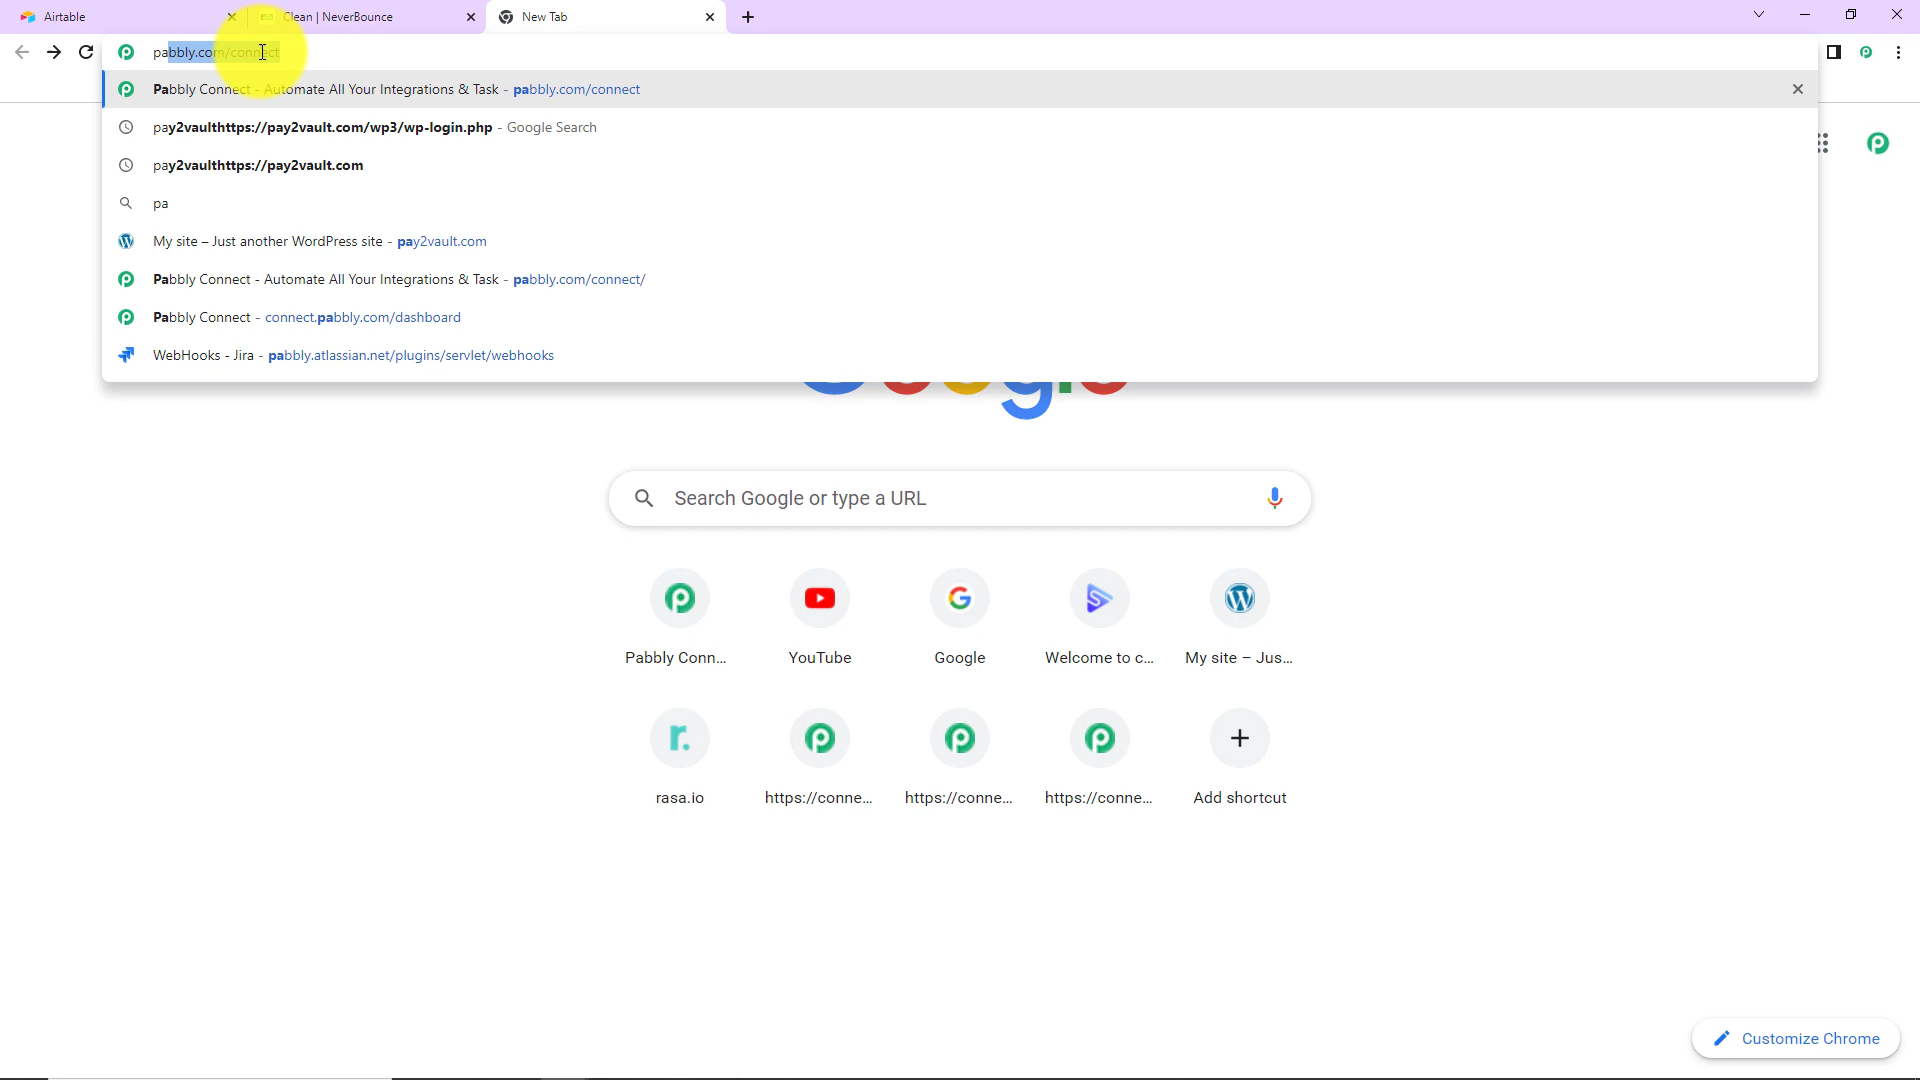 Airtable
Clean | NeverBounce
New Tab
pabbly.com/connect
Pabbly Connect - Automate All Your Integrations & Task - pabbly.com/connect
pay2vaulthttps://pay2vault.com/wp3/wp-login.php - Google Search
pay2vaulthttps://pay2vault.com
pa
My site – Just another WordPress site - pay2vault.com
Pabbly Connect - Automate All Your Integrations & Task - pabbly.com/connect/
Pabbly Connect - connect.pabbly.com/dashboard
WebHooks - Jira - pabbly.atlassian.net/plugins/servlet/webhooks
Search Google or type a URL
Pabbly Conn...
YouTube
Google
Welcome to c...
My site – Jus...
rasa.io
https://conne...
https://conne...
https://conne...
Add shortcut
Customize Chrome